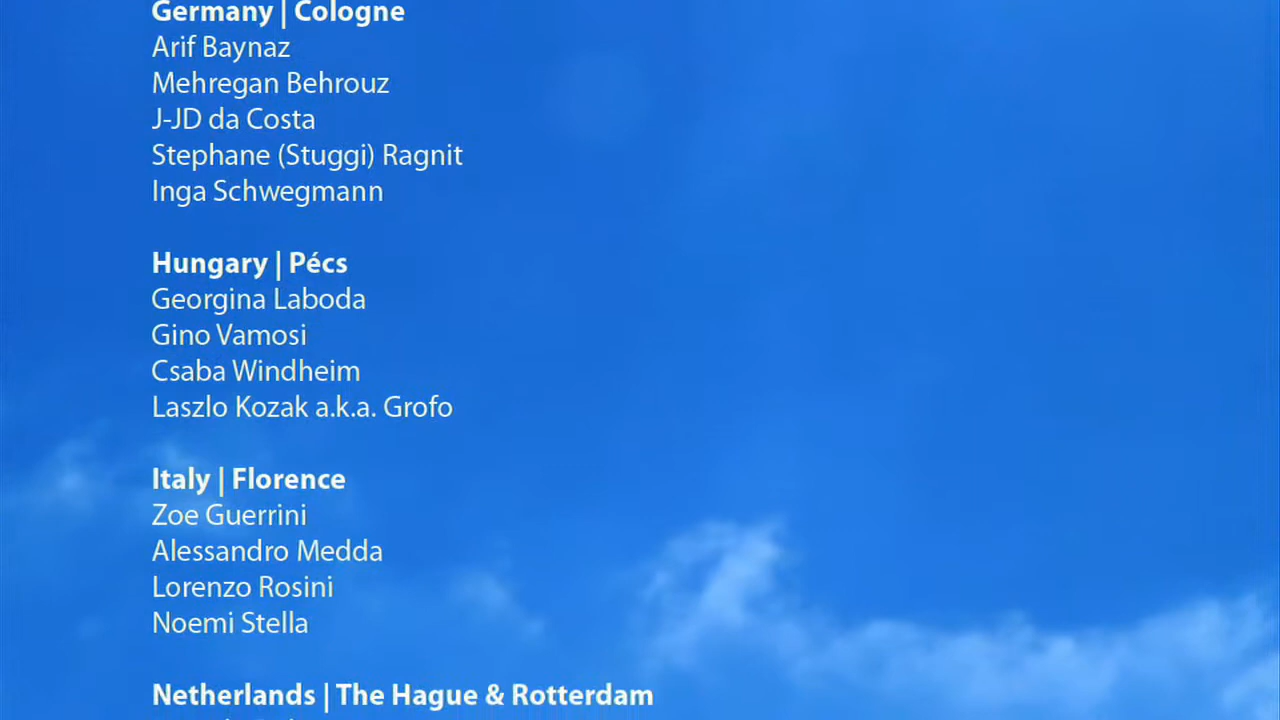 Germany | Cologne
Arif Baynaz
Mehregan Behrouz
J-JD da Costa
Stephane (Stuggi) Ragnit
Inga Schwegmann
Hungary | Pécs
Georgina Laboda
Gino Vamosi
Csaba Windheim
Laszlo Kozak a.k.a. Grofo
Italy | Florence
Zoe Guerrini
Alessandro Medda
Lorenzo Rosini
Noemi Stella
Netherlands | The Hague & Rotterdam